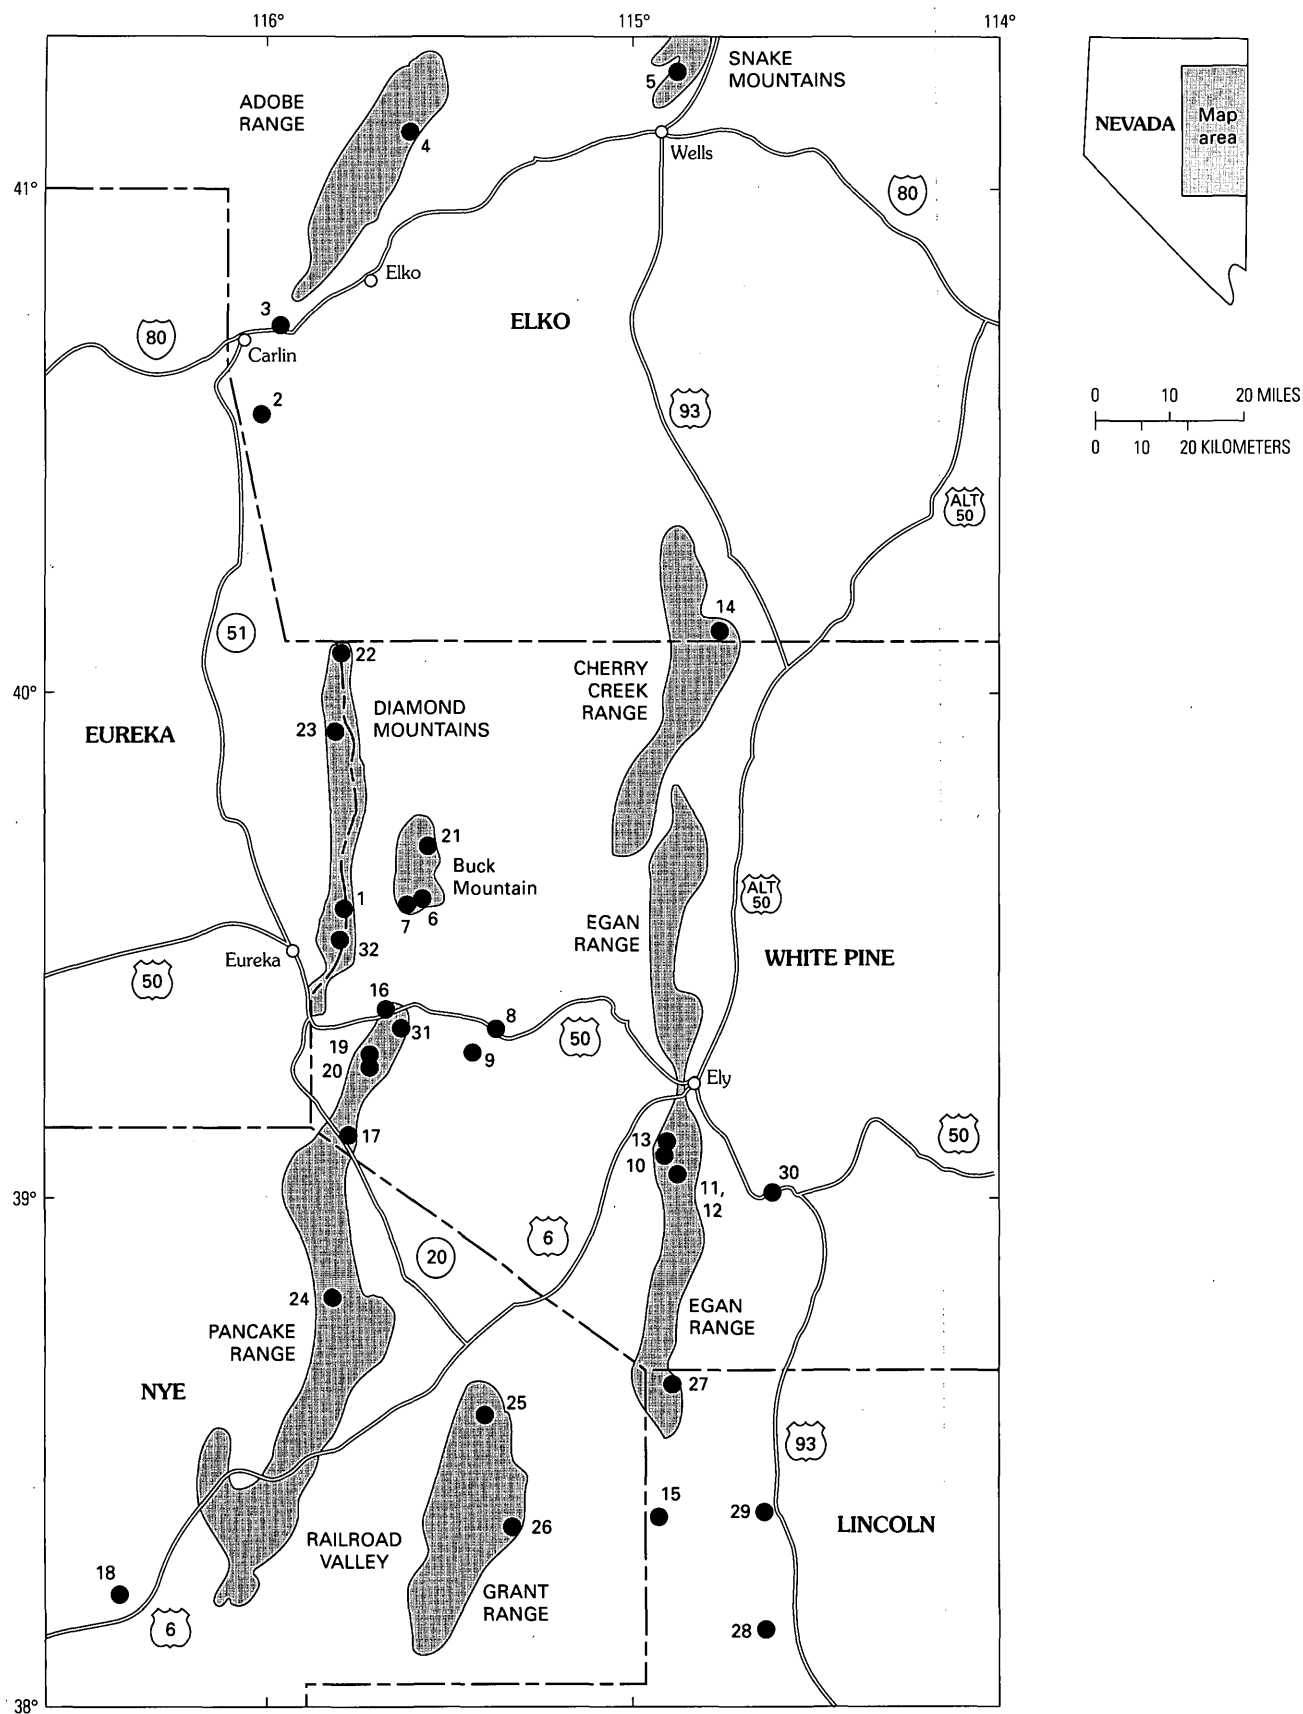 116°
115°
114°
SNAKE
MOUNTAINS
5
ADOBE
RANGE
4
NEVADA
Map
area
Wells
41°
80
Elko
3
80
Carlin
ELKO
2
93
0 10 20 MILES
0 10 20 KILOMETERS
ALT
50
14
51
22
CHERRY
CREEK
RANGE
40°
DIAMOND
MOUNTAINS
23
EUREKA
21
Buck
Mountain
ALT
50
1
7
6
EGAN
RANGE
32
Eureka
WHITE PINE
50
16
8
31
50
19
9
20
Ely
17
13
10
50
30
11,
12
39°
6
20
24
EGAN
RANGE
PANCAKE
RANGE
NYE
27
25
93
15
29
LINCOLN
26
RAILROAD
VALLEY
18
GRANT
RANGE
6
28
38°